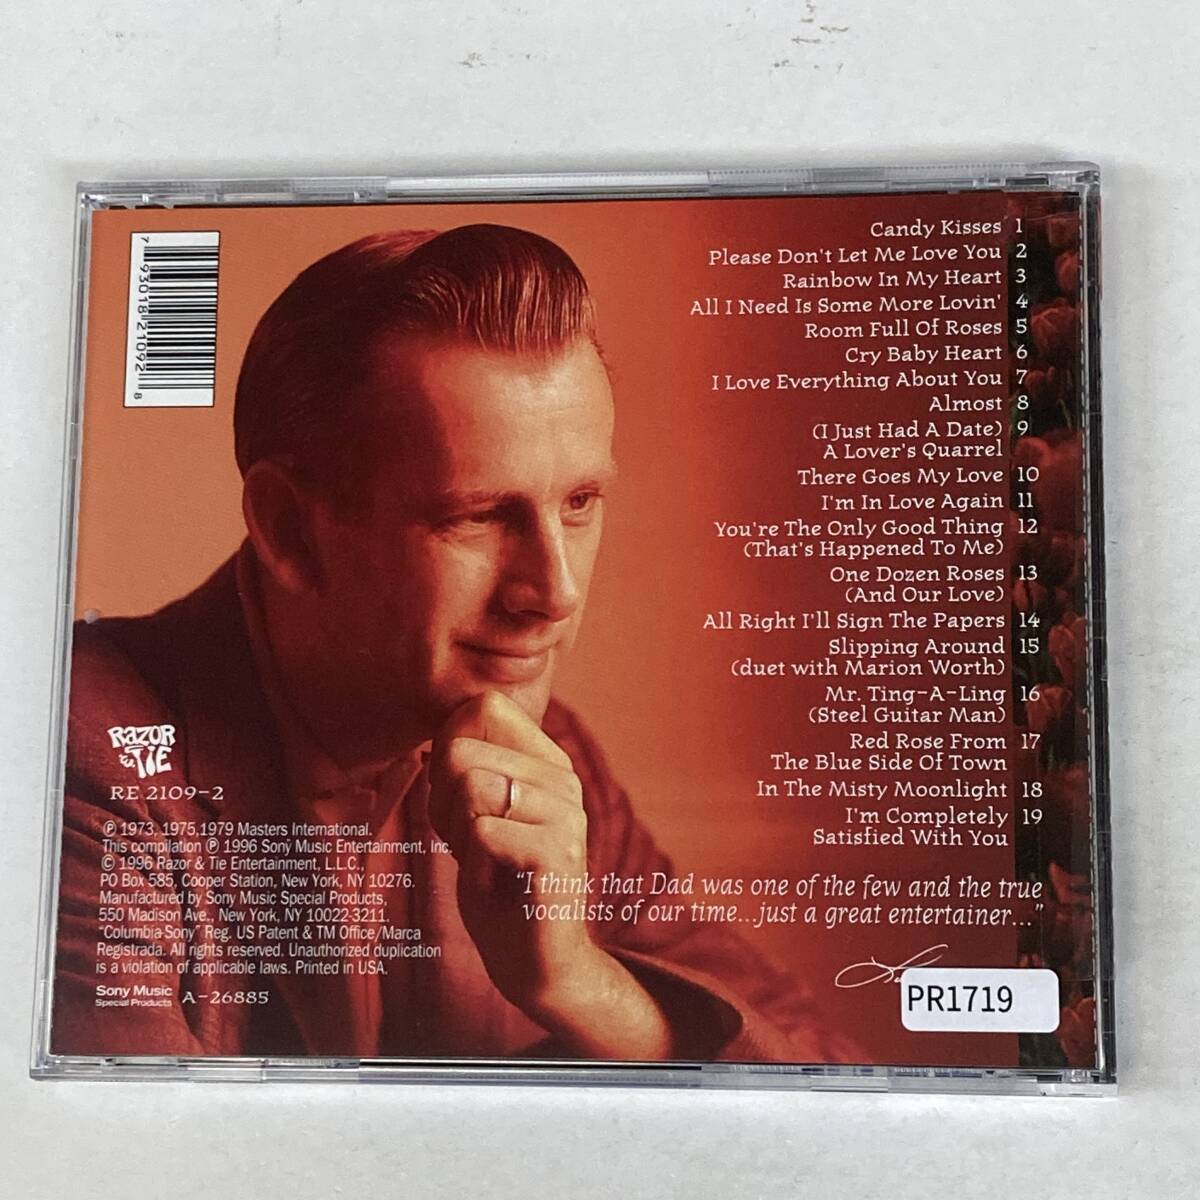 7 93018 21092 8
Candy Kisses 1
Please Don't Let Me Love You 2
Rainbow In My Heart 3
All I Need Is Some More Lovin' 4
Room Full Of Roses 5
Cry Baby Heart 6
I Love Everything About You 7
Almost 8
(I Just Had A Date) 9
A Lover's Quarrel
There Goes My Love 10
I'm In Love Again 11
You're The Only Good Thing 12
(That's Happened To Me)
One Dozen Roses 13
(And Our Love)
All Right I'll Sign The Papers 14
Slipping Around 15
(duet with Marion Worth)
Mr. Ting-A-Ling 16
(Steel Guitar Man)
Red Rose From 17
The Blue Side Of Town
In The Misty Moonlight 18
I'm Completely 19
Satisfied With You
"I think that Dad was one of the few and the true
vocalists of our time...just a great entertainer..."
PR1719
RAZOR
& TIE
RE 2109-2
℗ 1973, 1975,1979 Masters International.
This compilation ℗ 1996 Sony Music Entertainment, Inc.
© 1996 Razor & Tie Entertainment, L.L.C.,
PO Box 585, Cooper Station, New York, NY 10276.
Manufactured by Sony Music Special Products,
550 Madison Ave., New York, NY 10022-3211.
"Columbia-Sony" Reg. US Patent & TM Office/Marca
Registrada. All rights reserved. Unauthorized duplication
is a violation of applicable laws. Printed in USA.
Sony Music
Special Products A-26885